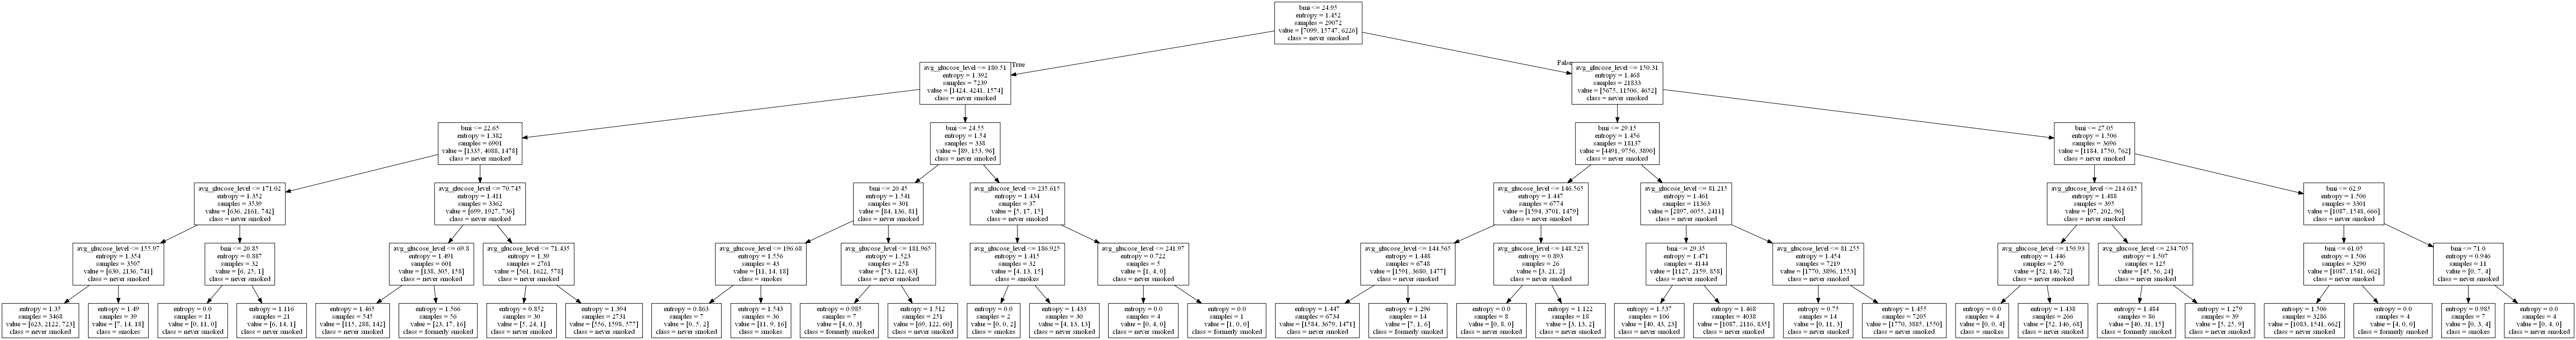 bmi <= 24.95
entropy = 1.452
samples = 29072
value = [7099, 15747, 6226]
class = never smoked
True
False
avg_glucose_level <= 180.51
entropy = 1.392
samples = 7239
value = [1424, 4241, 1574]
class = never smoked
avg_glucose_level <= 150.31
entropy = 1.468
samples = 21833
value = [5675, 11506, 4652]
class = never smoked
bmi <= 22.65
entropy = 1.382
samples = 6901
value = [1335, 4088, 1478]
class = never smoked
bmi <= 24.55
entropy = 1.54
samples = 338
value = [89, 153, 96]
class = never smoked
bmi <= 29.15
entropy = 1.456
samples = 18137
value = [4491, 9756, 3890]
class = never smoked
bmi <= 27.05
entropy = 1.506
samples = 3696
value = [1184, 1750, 762]
class = never smoked
avg_glucose_level <= 171.02
entropy = 1.352
samples = 3539
value = [636, 2161, 742]
class = never smoked
avg_glucose_level <= 70.745
entropy = 1.411
samples = 3362
value = [699, 1927, 736]
class = never smoked
bmi <= 20.45
entropy = 1.541
samples = 301
value = [84, 136, 81]
class = never smoked
avg_glucose_level <= 235.615
entropy = 1.434
samples = 37
value = [5, 17, 15]
class = never smoked
avg_glucose_level <= 146.565
entropy = 1.447
samples = 6774
value = [1594, 3701, 1479]
class = never smoked
avg_glucose_level <= 81.215
entropy = 1.461
samples = 11363
value = [2897, 6055, 2411]
class = never smoked
avg_glucose_level <= 214.615
entropy = 1.488
samples = 395
value = [97, 202, 96]
class = never smoked
bmi <= 62.9
entropy = 1.506
samples = 3301
value = [1087, 1548, 666]
class = never smoked
avg_glucose_level <= 155.97
entropy = 1.354
samples = 3507
value = [630, 2136, 741]
class = never smoked
bmi <= 20.85
entropy = 0.887
samples = 32
value = [6, 25, 1]
class = never smoked
avg_glucose_level <= 69.8
entropy = 1.491
samples = 601
value = [138, 305, 158]
class = never smoked
avg_glucose_level <= 71.435
entropy = 1.39
samples = 2761
value = [561, 1622, 578]
class = never smoked
avg_glucose_level <= 196.68
entropy = 1.556
samples = 43
value = [11, 14, 18]
class = smokes
avg_glucose_level <= 181.965
entropy = 1.523
samples = 258
value = [73, 122, 63]
class = never smoked
avg_glucose_level <= 186.925
entropy = 1.415
samples = 32
value = [4, 13, 15]
class = smokes
avg_glucose_level <= 241.97
entropy = 0.722
samples = 5
value = [1, 4, 0]
class = never smoked
avg_glucose_level <= 144.565
entropy = 1.448
samples = 6748
value = [1591, 3680, 1477]
class = never smoked
avg_glucose_level <= 148.525
entropy = 0.893
samples = 26
value = [3, 21, 2]
class = never smoked
bmi <= 29.35
entropy = 1.471
samples = 4144
value = [1127, 2159, 858]
class = never smoked
avg_glucose_level <= 81.255
entropy = 1.454
samples = 7219
value = [1770, 3896, 1553]
class = never smoked
avg_glucose_level <= 150.93
entropy = 1.446
samples = 270
value = [52, 146, 72]
class = never smoked
avg_glucose_level <= 234.705
entropy = 1.507
samples = 125
value = [45, 56, 24]
class = never smoked
bmi <= 61.05
entropy = 1.506
samples = 3290
value = [1087, 1541, 662]
class = never smoked
bmi <= 71.0
entropy = 0.946
samples = 11
value = [0, 7, 4]
class = never smoked
entropy = 1.35
samples = 3468
value = [623, 2122, 723]
class = never smoked
entropy = 1.49
samples = 39
value = [7, 14, 18]
class = smokes
entropy = 0.0
samples = 11
value = [0, 11, 0]
class = never smoked
entropy = 1.116
samples = 21
value = [6, 14, 1]
class = never smoked
entropy = 1.465
samples = 545
value = [115, 288, 142]
class = never smoked
entropy = 1.566
samples = 56
value = [23, 17, 16]
class = formerly smoked
entropy = 0.852
samples = 30
value = [5, 24, 1]
class = never smoked
entropy = 1.394
samples = 2731
value = [556, 1598, 577]
class = never smoked
entropy = 0.863
samples = 7
value = [0, 5, 2]
class = never smoked
entropy = 1.543
samples = 36
value = [11, 9, 16]
class = smokes
entropy = 0.985
samples = 7
value = [4, 0, 3]
class = formerly smoked
entropy = 1.512
samples = 251
value = [69, 122, 60]
class = never smoked
entropy = 0.0
samples = 2
value = [0, 0, 2]
class = smokes
entropy = 1.433
samples = 30
value = [4, 13, 13]
class = never smoked
entropy = 0.0
samples = 4
value = [0, 4, 0]
class = never smoked
entropy = 0.0
samples = 1
value = [1, 0, 0]
class = formerly smoked
entropy = 1.447
samples = 6734
value = [1584, 3679, 1471]
class = never smoked
entropy = 1.296
samples = 14
value = [7, 1, 6]
class = formerly smoked
entropy = 0.0
samples = 8
value = [0, 8, 0]
class = never smoked
entropy = 1.122
samples = 18
value = [3, 13, 2]
class = never smoked
entropy = 1.537
samples = 106
value = [40, 43, 23]
class = never smoked
entropy = 1.468
samples = 4038
value = [1087, 2116, 835]
class = never smoked
entropy = 0.75
samples = 14
value = [0, 11, 3]
class = never smoked
entropy = 1.455
samples = 7205
value = [1770, 3885, 1550]
class = never smoked
entropy = 0.0
samples = 4
value = [0, 0, 4]
class = smokes
entropy = 1.438
samples = 266
value = [52, 146, 68]
class = never smoked
entropy = 1.484
samples = 86
value = [40, 31, 15]
class = formerly smoked
entropy = 1.279
samples = 39
value = [5, 25, 9]
class = never smoked
entropy = 1.506
samples = 3286
value = [1083, 1541, 662]
class = never smoked
entropy = 0.0
samples = 4
value = [4, 0, 0]
class = formerly smoked
entropy = 0.985
samples = 7
value = [0, 3, 4]
class = smokes
entropy = 0.0
samples = 4
value = [0, 4, 0]
class = never smoked